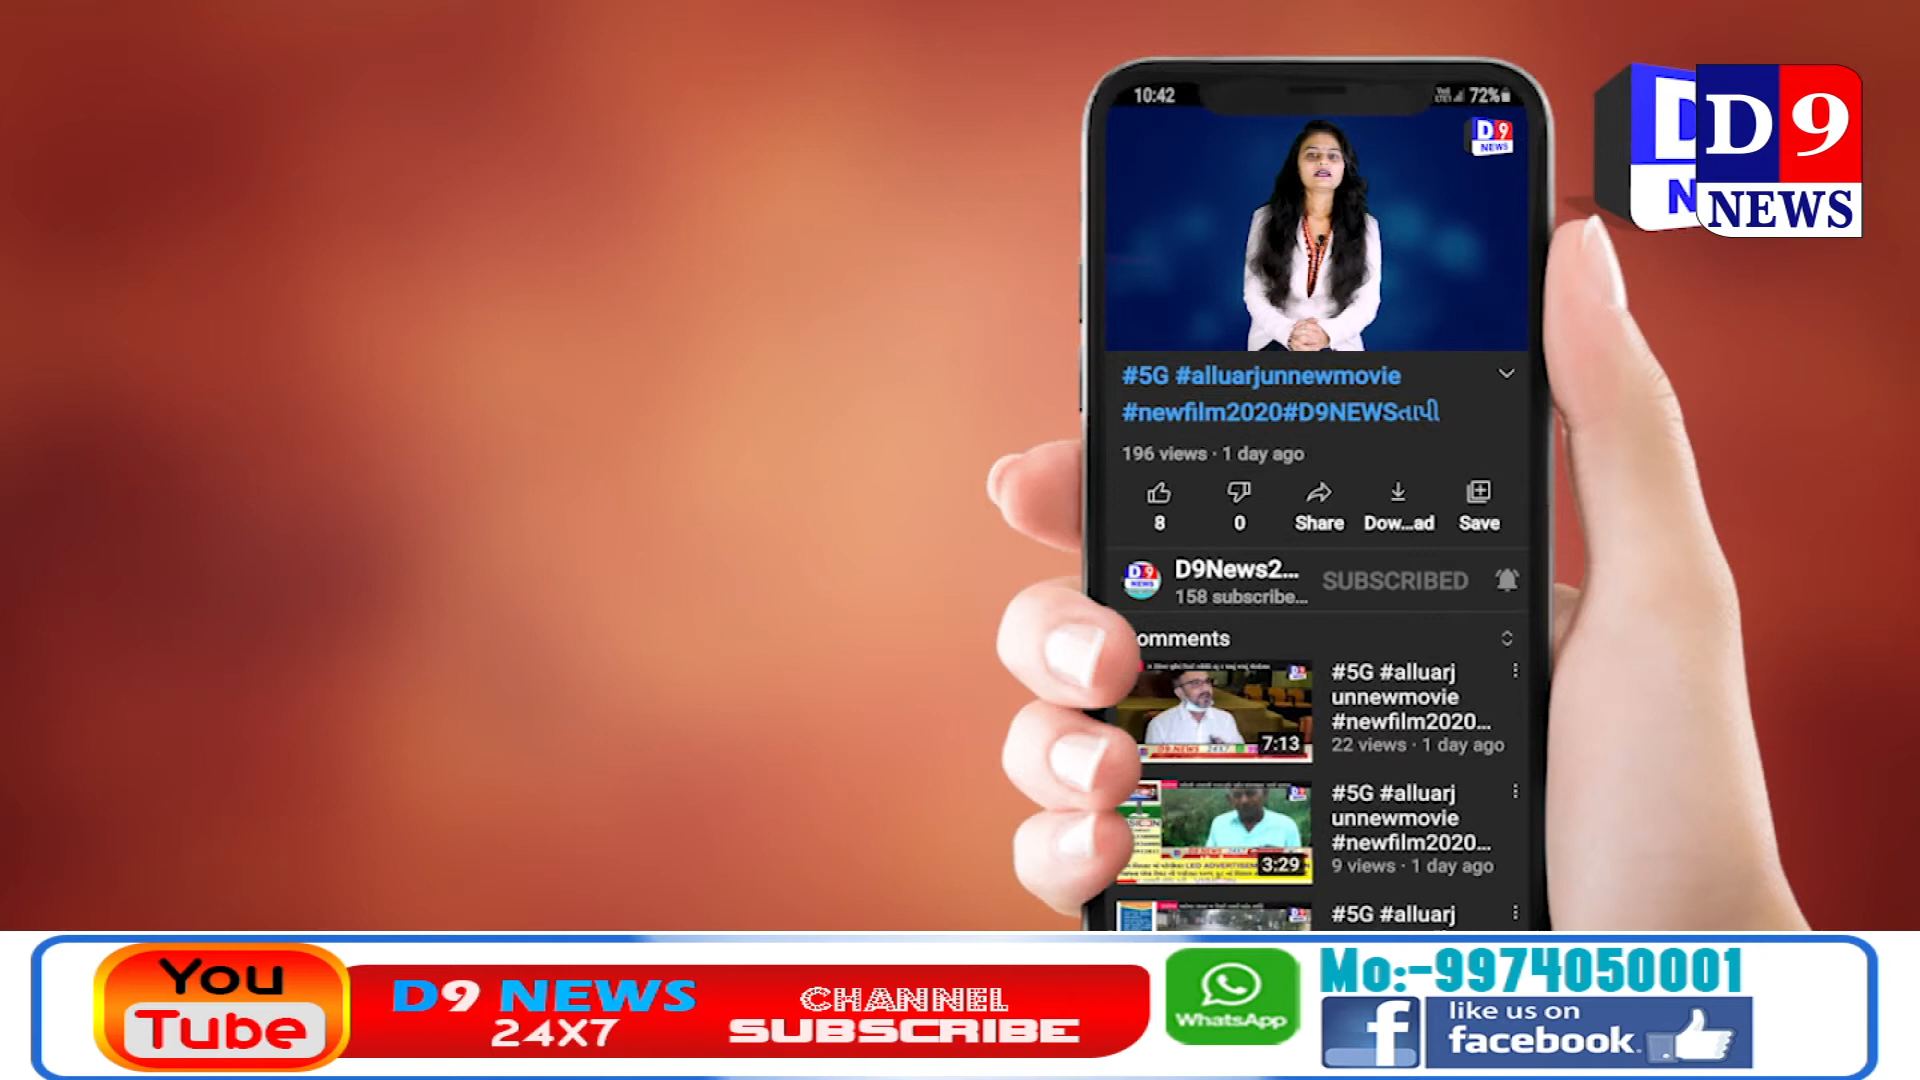 10:42
72%
D 9
NEWS
D 9
NEWS
#5G #alluarjunnewmovie
#newfilm2020#D9NEWSતાપી
196 views · 1 day ago
8
0
Share
Dow...ad
Save
D9News2...
SUBSCRIBED
158 subscribe...
omments
#5G #alluarj
unnewmovie
#newfilm2020...
22 views · 1 day ago
7:13
#5G #alluarj
unnewmovie
#newfilm2020...
9 views · 1 day ago
3:29
#5G #alluarj
You
Tube
D9 NEWS
24X7
CHANNEL
SUBSCRIBE
WhatsApp
Mo:-9974050001
f
like us on
facebook.